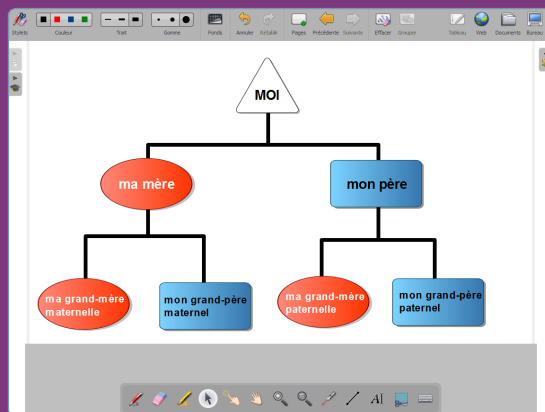 Stylets Couleur Trait Gomme Fonds Annuler Rétablir Pages Précédente Suivante Effacer Grouper Tableau Web Documents Bureau
MOI
ma mère
mon père
ma grand-mère
maternelle
mon grand-père
maternel
ma grand-mère
paternelle
mon grand-père
paternel
AI